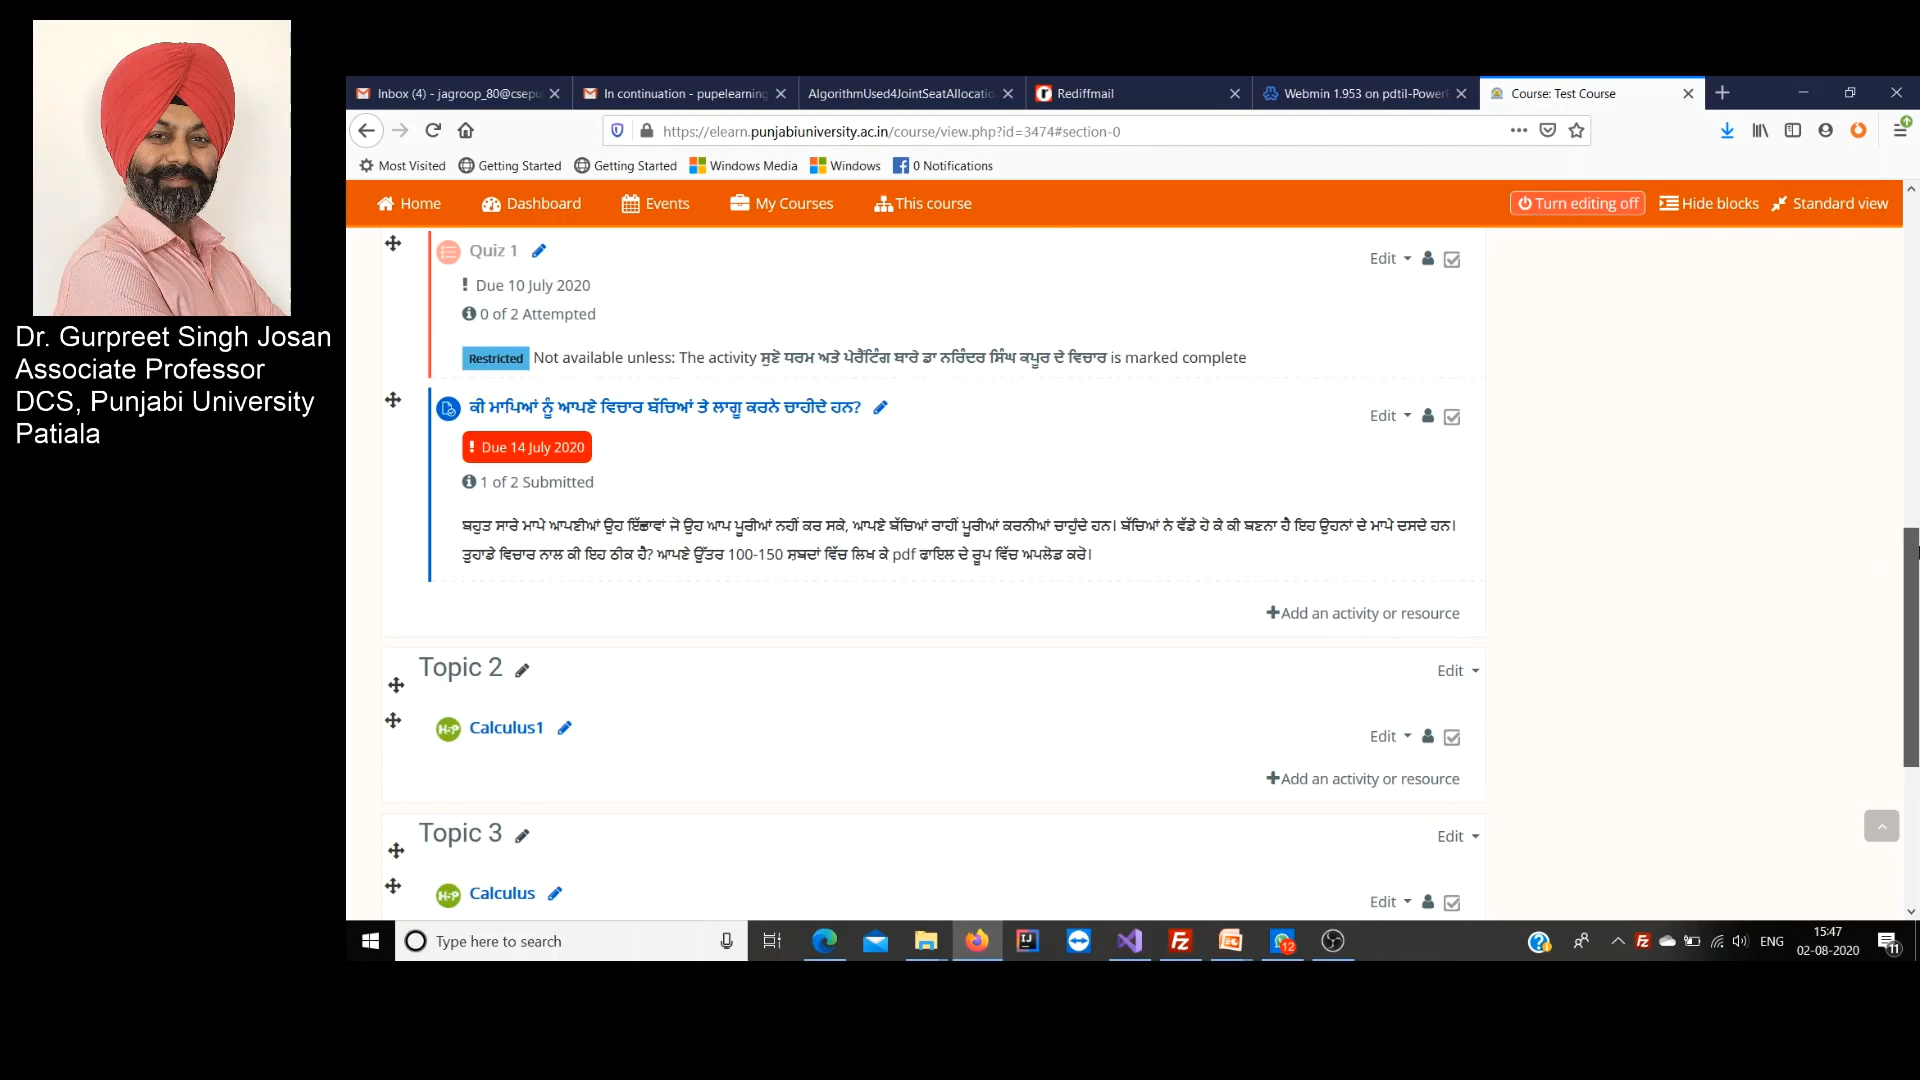 Dr. Gurpreet Singh Josan
Associate Professor
DCS, Punjabi University
Patiala
Inbox (4) - jagroop_80@csepu
In continuation - pupelearning
AlgorithmUsed4JointSeatAllocatio
Rediffmail
Webmin 1.953 on pdtil-PowerE
Course: Test Course
https://elearn.punjabiuniversity.ac.in/course/view.php?id=3474#section-0
Most Visited
Getting Started
Getting Started
Windows Media
Windows
0 Notifications
Home
Dashboard
Events
My Courses
This course
Turn editing off
Hide blocks
Standard view
Quiz 1
Edit
Due 10 July 2020
0 of 2 Attempted
Restricted Not available unless: The activity ਸੁਣੋ ਧਰਮ ਅਤੇ ਪੇਰੈਂਟਿੰਗ ਬਾਰੇ ਡਾ ਨਰਿੰਦਰ ਸਿੰਘ ਕਪੂਰ ਦੇ ਵਿਚਾਰ is marked complete
ਕੀ ਮਾਪਿਆਂ ਨੂੰ ਆਪਣੇ ਵਿਚਾਰ ਬੱਚਿਆਂ ਤੇ ਲਾਗੂ ਕਰਨੇ ਚਾਹੀਦੇ ਹਨ?
Edit
Due 14 July 2020
1 of 2 Submitted
ਬਹੁਤ ਸਾਰੇ ਮਾਪੇ ਆਪਣੀਆਂ ਉਹ ਇੱਛਾਵਾਂ ਜੋ ਉਹ ਆਪ ਪੂਰੀਆਂ ਨਹੀਂ ਕਰ ਸਕੇ, ਆਪਣੇ ਬੱਚਿਆਂ ਰਾਹੀਂ ਪੂਰੀਆਂ ਕਰਨੀਆਂ ਚਾਹੁੰਦੇ ਹਨ। ਬੱਚਿਆਂ ਨੇ ਵੱਡੇ ਹੋ ਕੇ ਕੀ ਬਣਨਾ ਹੈ ਇਹ ਉਹਨਾਂ ਦੇ ਮਾਪੇ ਦਸਦੇ ਹਨ।
ਤੁਹਾਡੇ ਵਿਚਾਰ ਨਾਲ ਕੀ ਇਹ ਠੀਕ ਹੈ? ਆਪਣੇ ਉੱਤਰ 100-150 ਸ਼ਬਦਾਂ ਵਿੱਚ ਲਿਖ ਕੇ pdf ਫਾਇਲ ਦੇ ਰੂਪ ਵਿੱਚ ਅਪਲੋਡ ਕਰੋ।
Add an activity or resource
Topic 2
Edit
H-P Calculus1
Edit
Add an activity or resource
Topic 3
Edit
H-P Calculus
Edit
Type here to search
12
ENG
15:47
02-08-2020
11